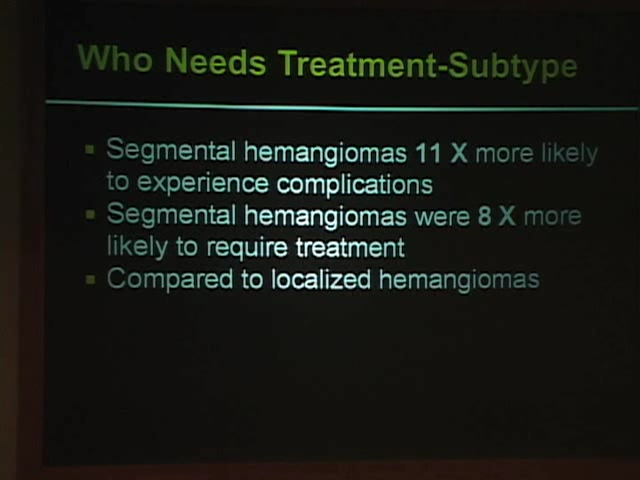 Who Needs Treatment-Subtype
▪ Segmental hemangiomas 11 X more likely
to experience complications
▪ Segmental hemangiomas were 8 X more
likely to require treatment
▪ Compared to localized hemangiomas